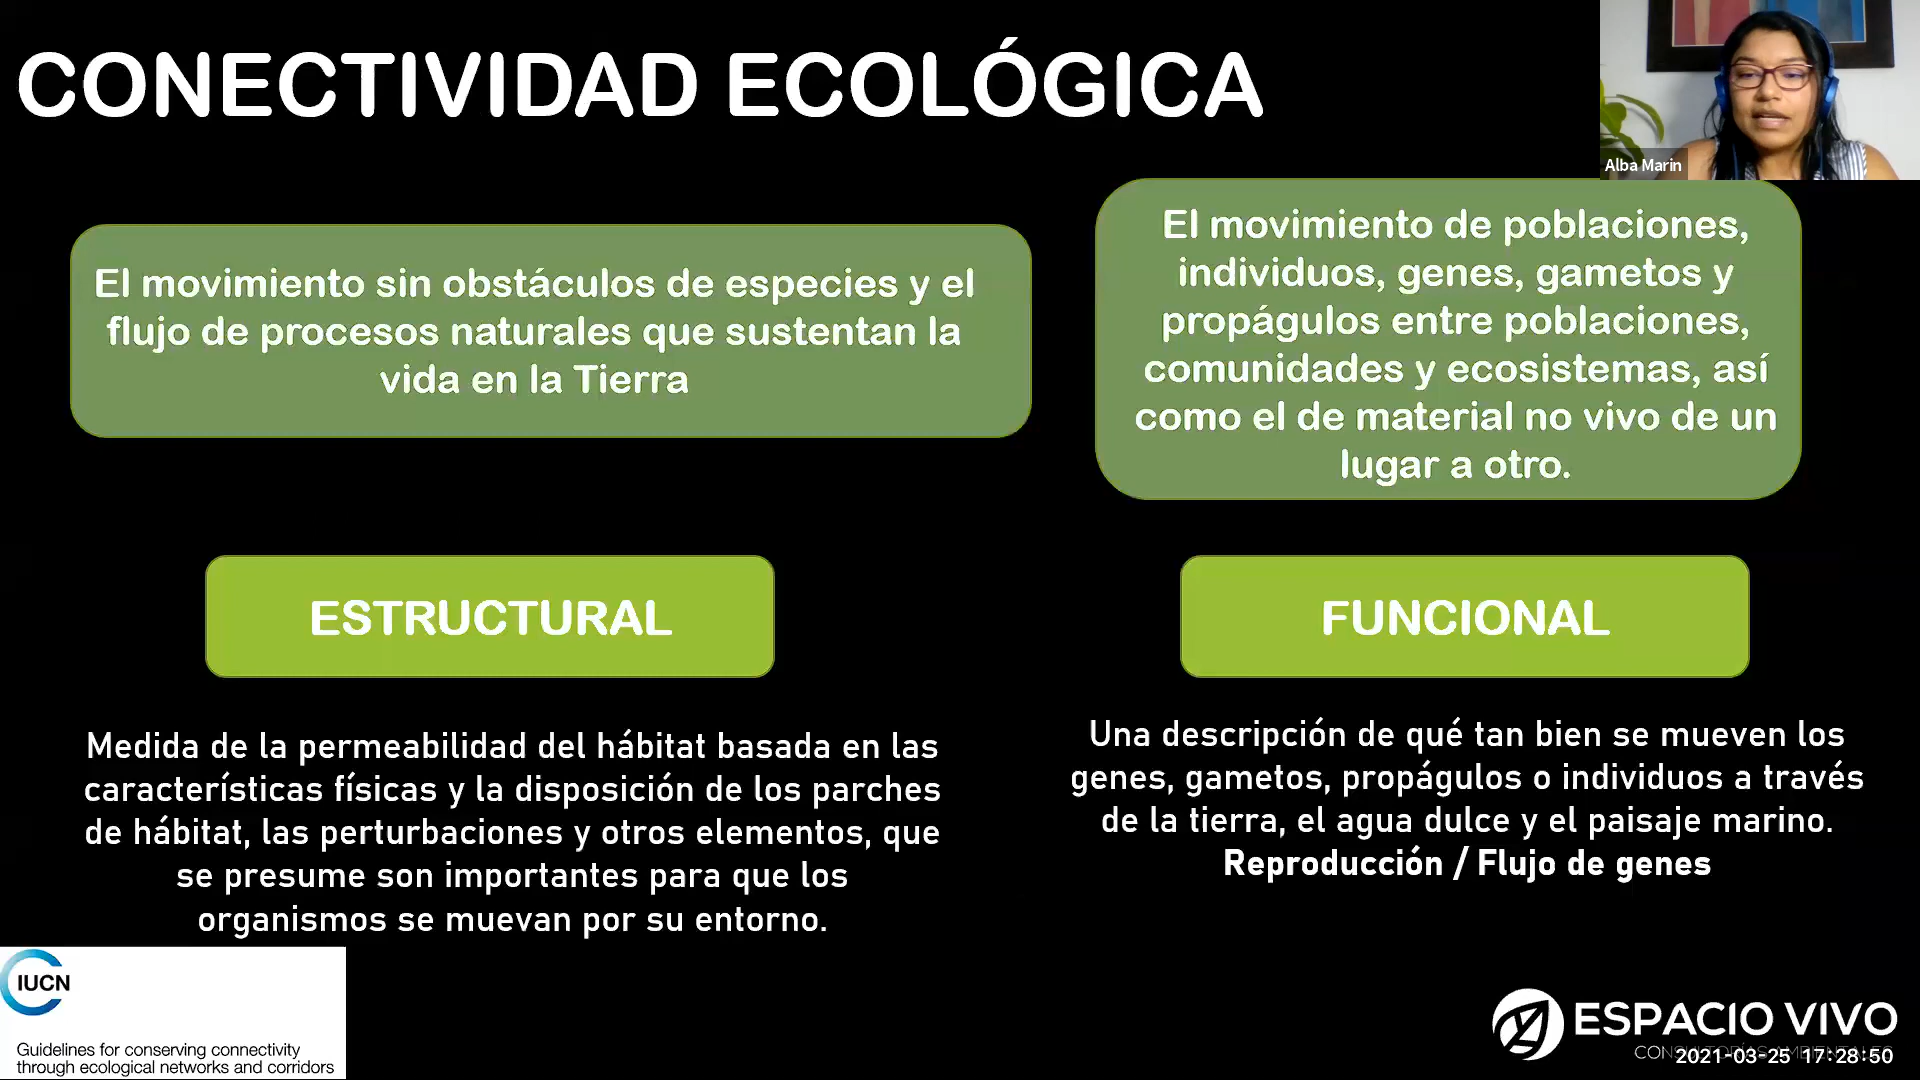 CONECTIVIDAD ECOLÓGICA
Alba Marin
El movimiento sin obstáculos de especies y el
flujo de procesos naturales que sustentan la
vida en la Tierra
El movimiento de poblaciones,
individuos, genes, gametos y
propágulos entre poblaciones,
comunidades y ecosistemas, así
como el de material no vivo de un
lugar a otro.
ESTRUCTURAL
FUNCIONAL
Medida de la permeabilidad del hábitat basada en las
características físicas y la disposición de los parches
de hábitat, las perturbaciones y otros elementos, que
se presume son importantes para que los
organismos se muevan por su entorno.
Una descripción de qué tan bien se mueven los
genes, gametos, propágulos o individuos a través
de la tierra, el agua dulce y el paisaje marino.
Reproducción / Flujo de genes
IUCN
Guidelines for conserving connectivity
through ecological networks and corridors
ESPACIO VIVO
CONSULTORÍAS AMBIENTALES
2021-03-25 17:28:50